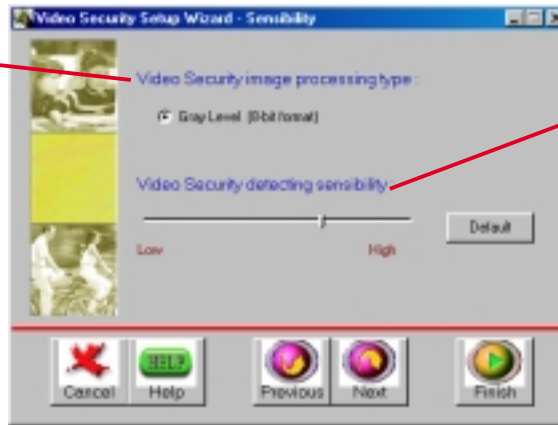 Video Security Setup Wizard - Sensibility
Video Security image processing type :
Gray Level (8-bit format)
Video Security detecting sensibility :
Default
Low High
HELP
Cancel Help Previous Next Finish